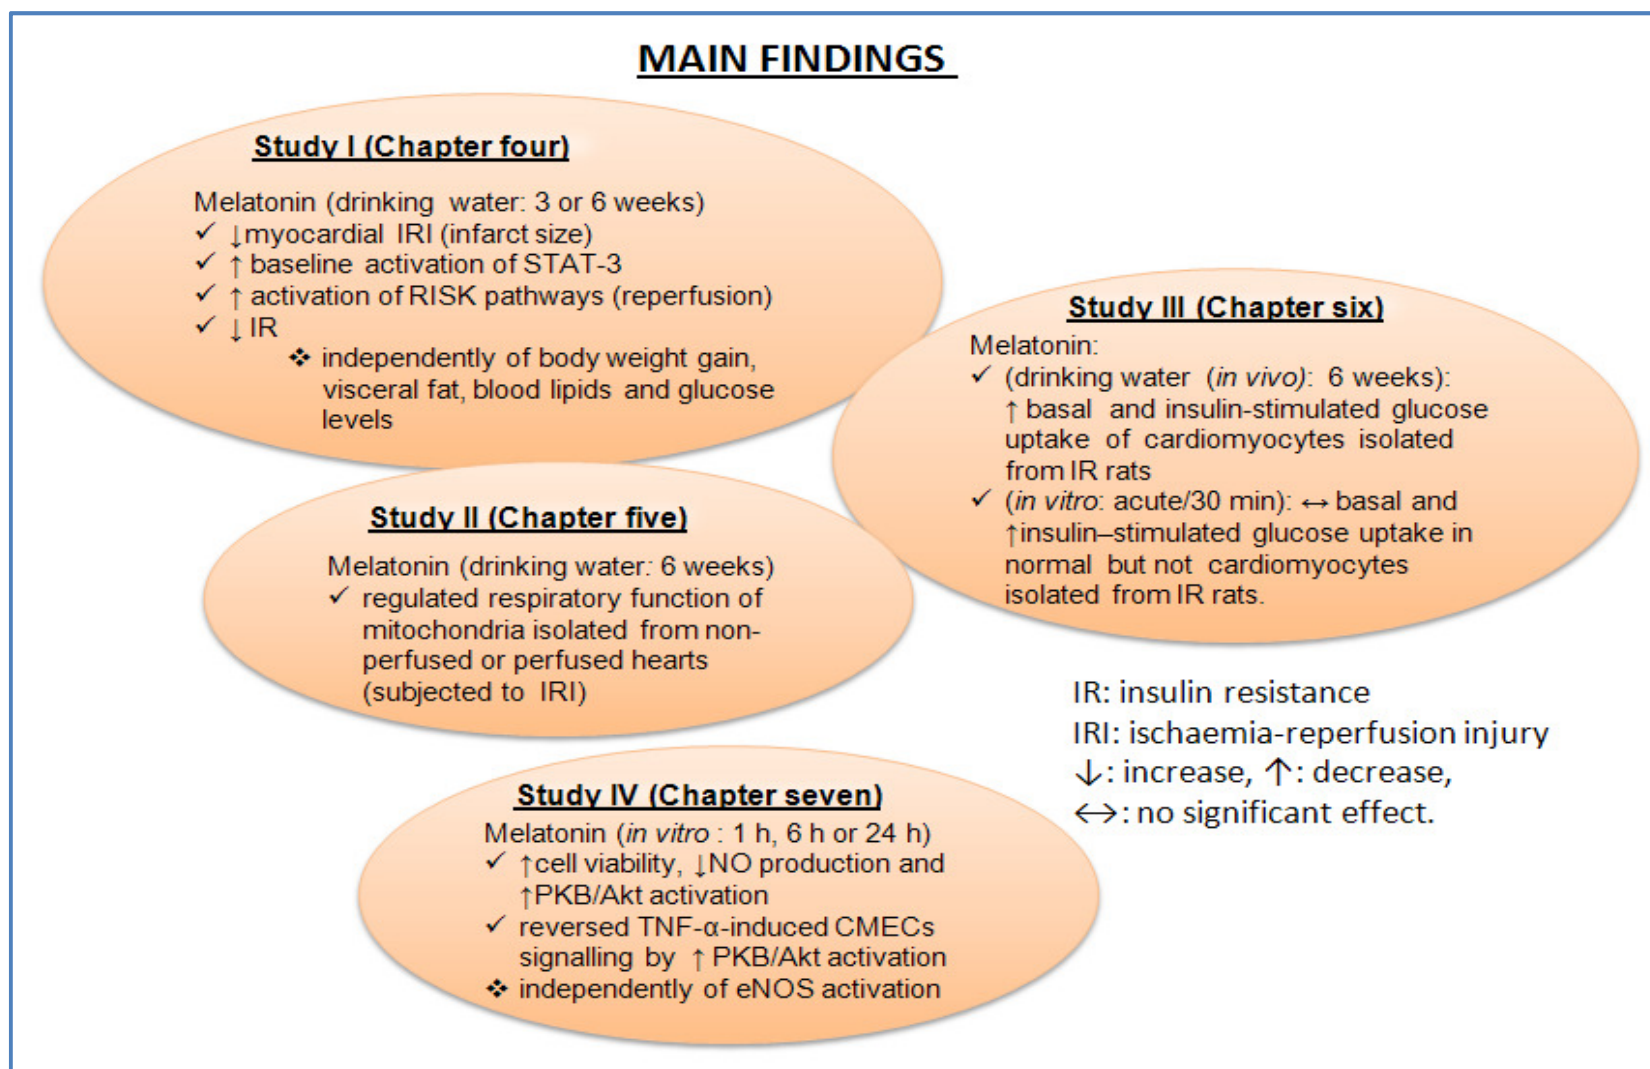 MAIN FINDINGS
Study I (Chapter four)
Melatonin (drinking water: 3 or 6 weeks)
✓ ↓myocardial IRI (infarct size)
✓ ↑ baseline activation of STAT-3
✓ ↑ activation of RISK pathways (reperfusion)
✓ ↓IR
❖ independently of body weight gain,
visceral fat, blood lipids and glucose
levels
Study II (Chapter five)
Melatonin (drinking water: 6 weeks)
✓ regulated respiratory function of
mitochondria isolated from non-
perfused or perfused hearts
(subjected to IRI)
Study III (Chapter six)
Melatonin:
✓ (drinking water (in vivo): 6 weeks):
↑ basal and insulin-stimulated glucose
uptake of cardiomyocytes isolated
from IR rats
✓ (in vitro: acute/30 min): ↔ basal and
↑insulin–stimulated glucose uptake in
normal but not cardiomyocytes
isolated from IR rats.
Study IV (Chapter seven)
Melatonin (in vitro : 1 h, 6 h or 24 h)
✓ ↑cell viability, ↓NO production and
↑PKB/Akt activation
✓ reversed TNF-α-induced CMECs
signalling by ↑ PKB/Akt activation
❖ independently of eNOS activation
IR: insulin resistance
IRI: ischaemia-reperfusion injury
↓: increase, ↑: decrease,
↔: no significant effect.